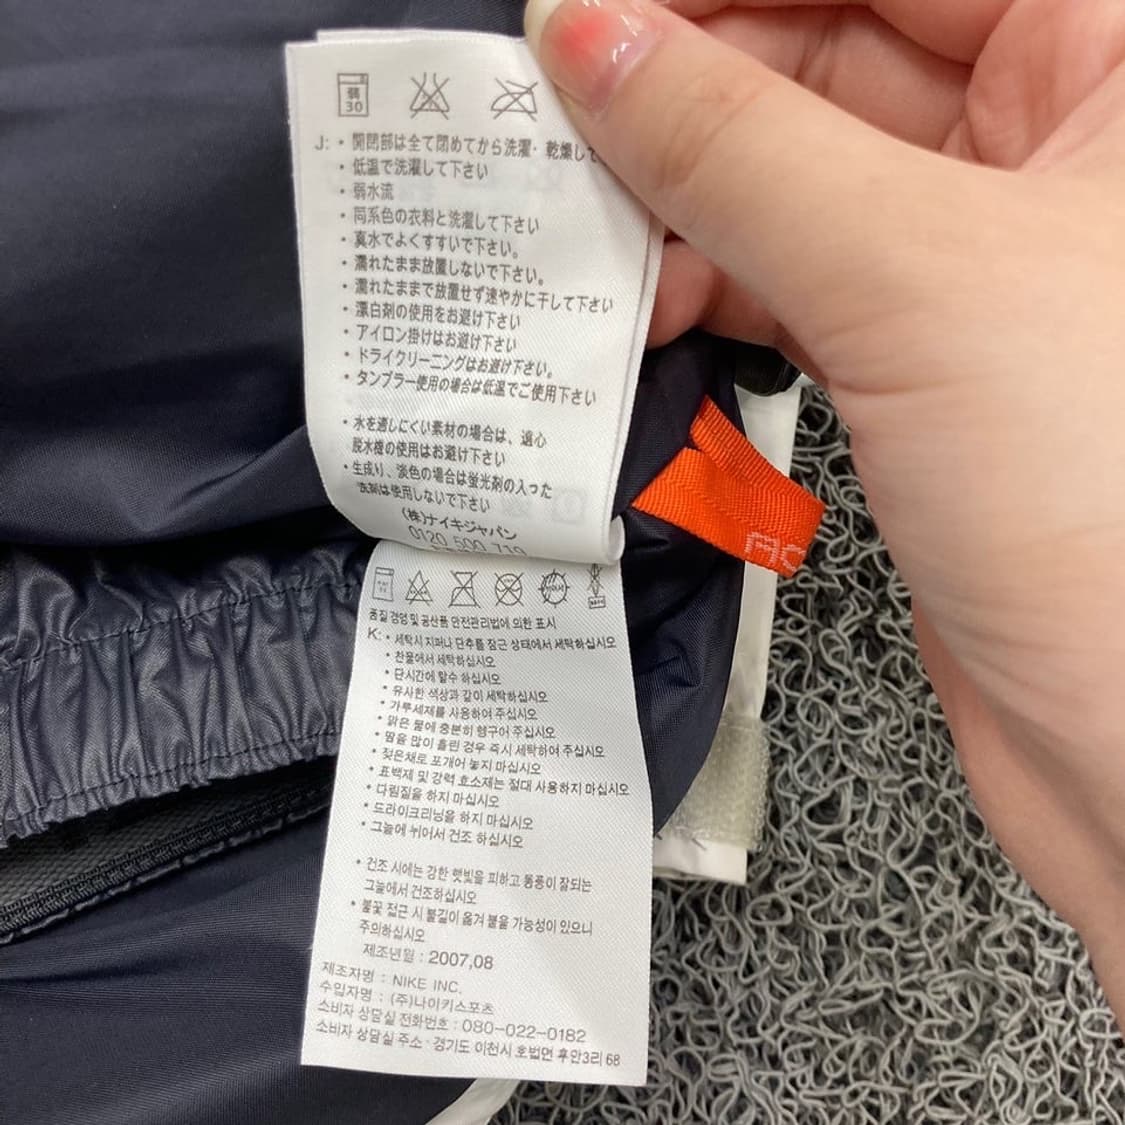 弱
30
J: • 開閉部は全て閉めてから洗濯・乾燥して
• 低温で洗濯して下さい
• 弱水流
• 同系色の衣料と洗濯して下さい
• 真水でよくすすいで下さい。
• 濡れたまま放置しないで下さい。
• 濡れたままで放置せず速やかに干して下さい
• 漂白剤の使用をお避け下さい
• アイロン掛けはお避け下さい
• ドライクリーニングはお避け下さい。
• タンブラー使用の場合は低温でご使用下さい
• 水を通しにくい素材の場合は、遠心
脱水機の使用はお避け下さい
• 生成り、淡色の場合は蛍光剤の入った
洗剤は使用しないで下さい
(株)ナイキジャパン
0120 500 719
품질 경영 및 공산품 안전관리법에 의한 표시
K: • 세탁시 지퍼나 단추를 잠근 상태에서 세탁하십시오
• 찬물에서 세탁하십시오
• 단시간에 탈수 하십시오
• 유사한 색상과 같이 세탁하십시오
• 가루세제를 사용하여 주십시오
• 맑은 물에 충분히 헹구어 주십시오
• 땀을 많이 흘린 경우 즉시 세탁하여 주십시오
• 젖은채로 포개어 놓지 마십시오
• 표백제 및 강력 효소제는 절대 사용하지 마십시오
• 다림질을 하지 마십시오
• 드라이크리닝을 하지 마십시오
• 그늘에 뉘어서 건조 하십시오
• 건조 시에는 강한 햇빛을 피하고 통풍이 잘되는
그늘에서 건조하십시오
• 불꽃 접근 시 불길이 옮겨 붙을 가능성이 있으니
주의하십시오
제조년월 : 2007,08
제조자명 : NIKE INC.
수입자명 : (주)나이키스포츠
소비자 상담실 전화번호 : 080-022-0182
소비자 상담실 주소 · 경기도 이천시 호법면 후안3리 68